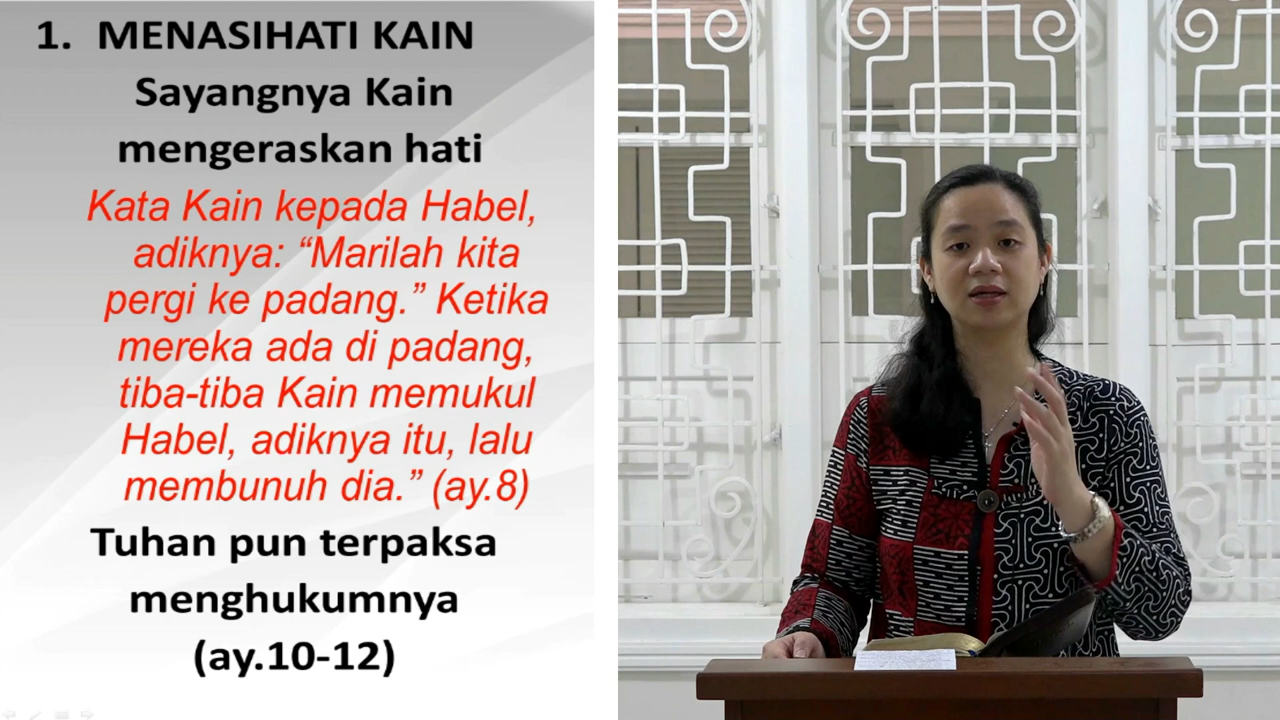 1. MENASIHATI KAIN
Sayangnya Kain
mengeraskan hati
Kata Kain kepada Habel,
adiknya: “Marilah kita
pergi ke padang.” Ketika
mereka ada di padang,
tiba-tiba Kain memukul
Habel, adiknya itu, lalu
membunuh dia.” (ay.8)
Tuhan pun terpaksa
menghukumnya
(ay.10-12)